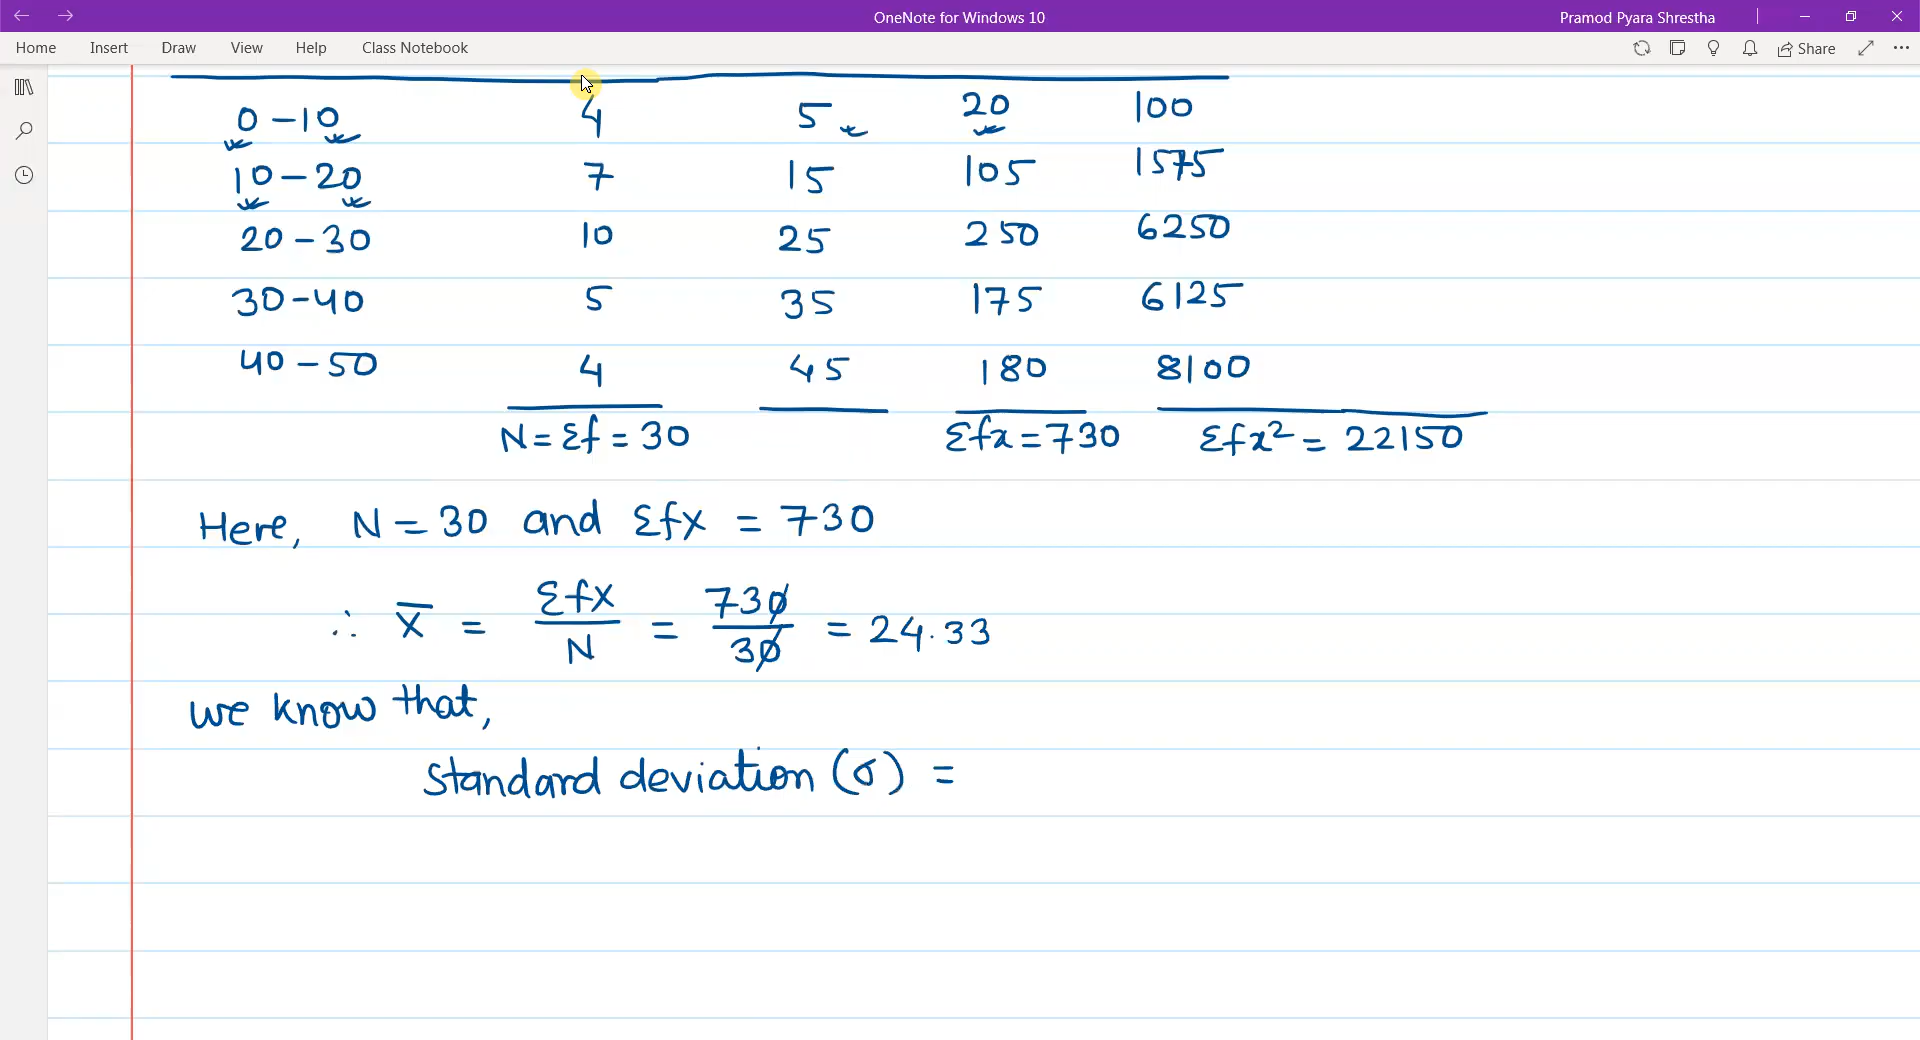 OneNote for Windows 10
Pramod Pyara Shrestha
Home Insert Draw View Help Class Notebook
Share
0 - 10 4 5 20 100
10 - 20 7 15 105 1575
20 - 30 10 25 250 6250
30 - 40 5 35 175 6125
40 - 50 4 45 180 8100
N = Σf = 30 Σfx = 730 Σfx² = 22150
Here, N = 30 and Σfx = 730
∴ X̅ = Σfx/N = 730/30 = 24.33
we know that,
standard deviation (σ) =